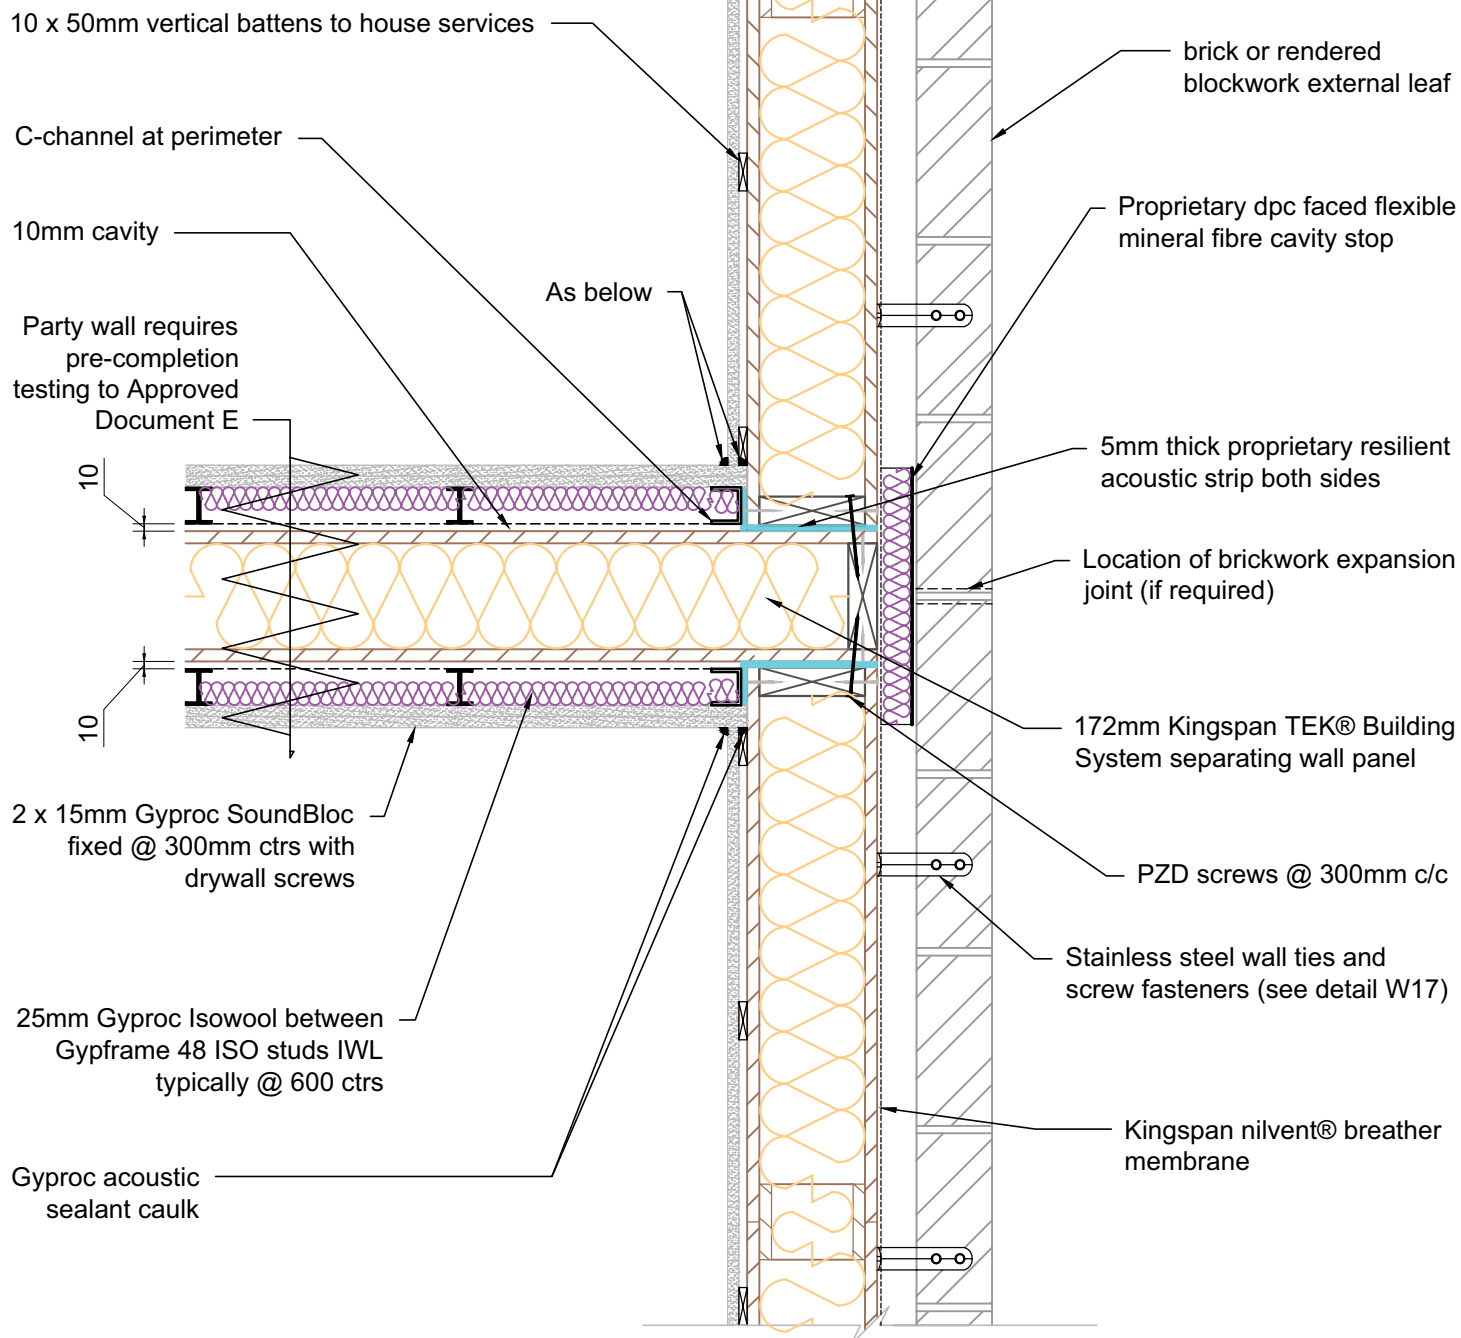 10 x 50mm vertical battens to house services
C-channel at perimeter
10mm cavity
As below
Party wall requires
pre-completion
testing to Approved
Document E
10
10
2 x 15mm Gyproc SoundBloc
fixed @ 300mm ctrs with
drywall screws
25mm Gyproc Isowool between
Gypframe 48 ISO studs IWL
typically @ 600 ctrs
Gyproc acoustic
sealant caulk
brick or rendered
blockwork external leaf
Proprietary dpc faced flexible
mineral fibre cavity stop
5mm thick proprietary resilient
acoustic strip both sides
Location of brickwork expansion
joint (if required)
172mm Kingspan TEK® Building
System separating wall panel
PZD screws @ 300mm c/c
Stainless steel wall ties and
screw fasteners (see detail W17)
Kingspan nilvent® breather
membrane